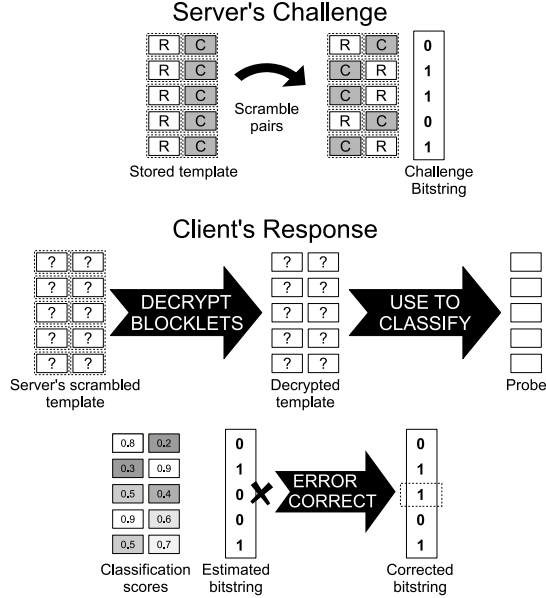 Server's Challenge
R C R C 0
R C C R 1
R C C R 1
R C R C 0
R C C R 1
Scramble
pairs
Stored template
Challenge
Bitstring
Client's Response
? ? ? ?
? ? ? ?
? ? ? ?
? ? ? ?
? ? ? ?
DECRYPT
BLOCKLETS
USE TO
CLASSIFY
Server's scrambled
template
Decrypted
template
Probe
0.8 0.2 0 0
0.3 0.9 1 1
0.5 0.4 0 1
0.9 0.6 0 0
0.5 0.7 1 1
ERROR
CORRECT
Classification
scores
Estimated
bitstring
Corrected
bitstring